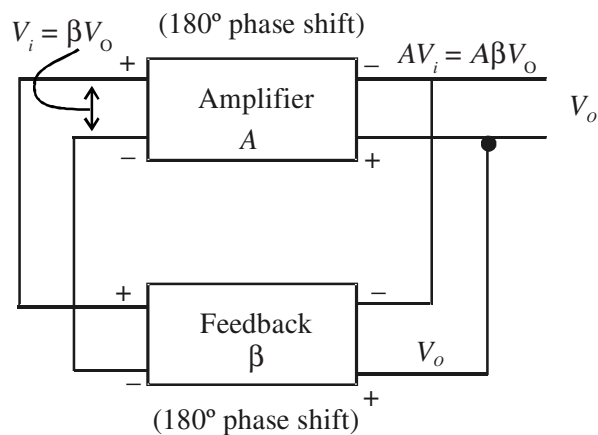 (180º phase shift)
V_i = βV_O
+
−
AV_i = AβV_O
Amplifier
A
V_o
−
+
+
−
Feedback
β
V_o
−
+
(180º phase shift)